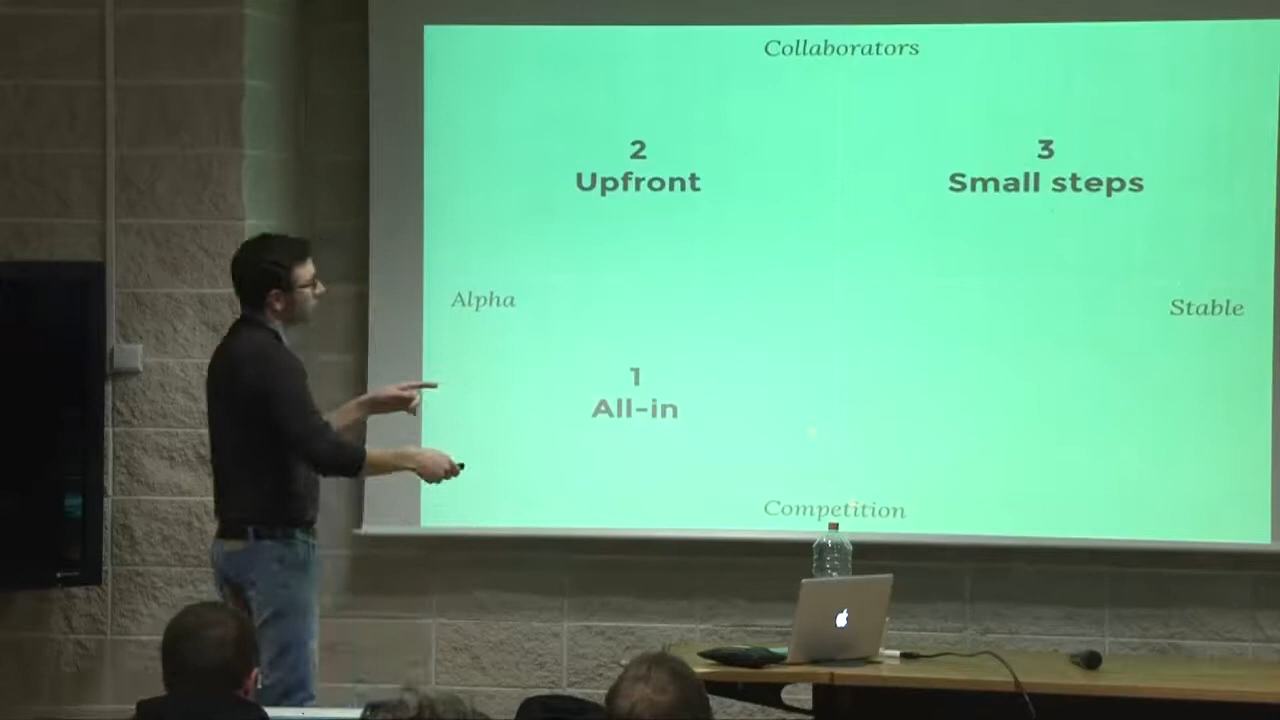 Collaborators
2
Upfront
3
Small steps
Alpha
Stable
1
All-in
Competition